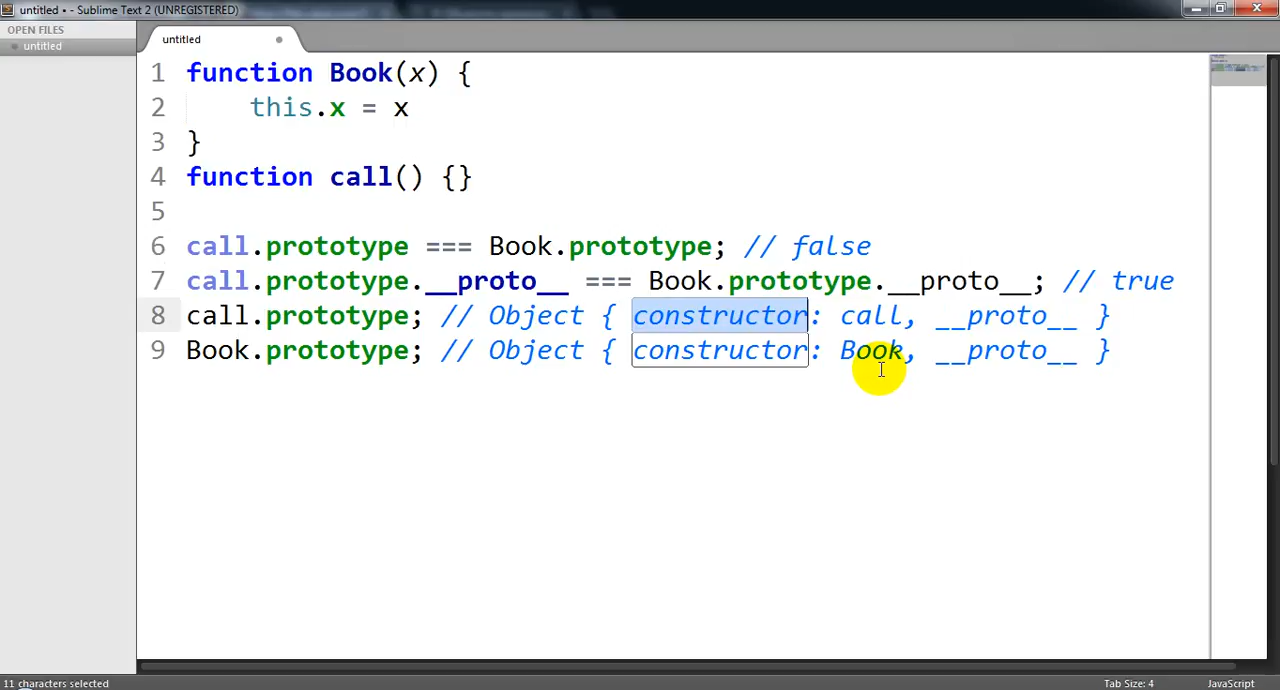 untitled • - Sublime Text 2 (UNREGISTERED)
OPEN FILES
untitled
untitled
1 function Book(x) {
2     this.x = x
3 }
4 function call() {}
5
6 call.prototype === Book.prototype; // false
7 call.prototype.__proto__ === Book.prototype.__proto__; // true
8 call.prototype; // Object { constructor: call, __proto__ }
9 Book.prototype; // Object { constructor: Book, __proto__ }
11 characters selected
Tab Size: 4
JavaScript